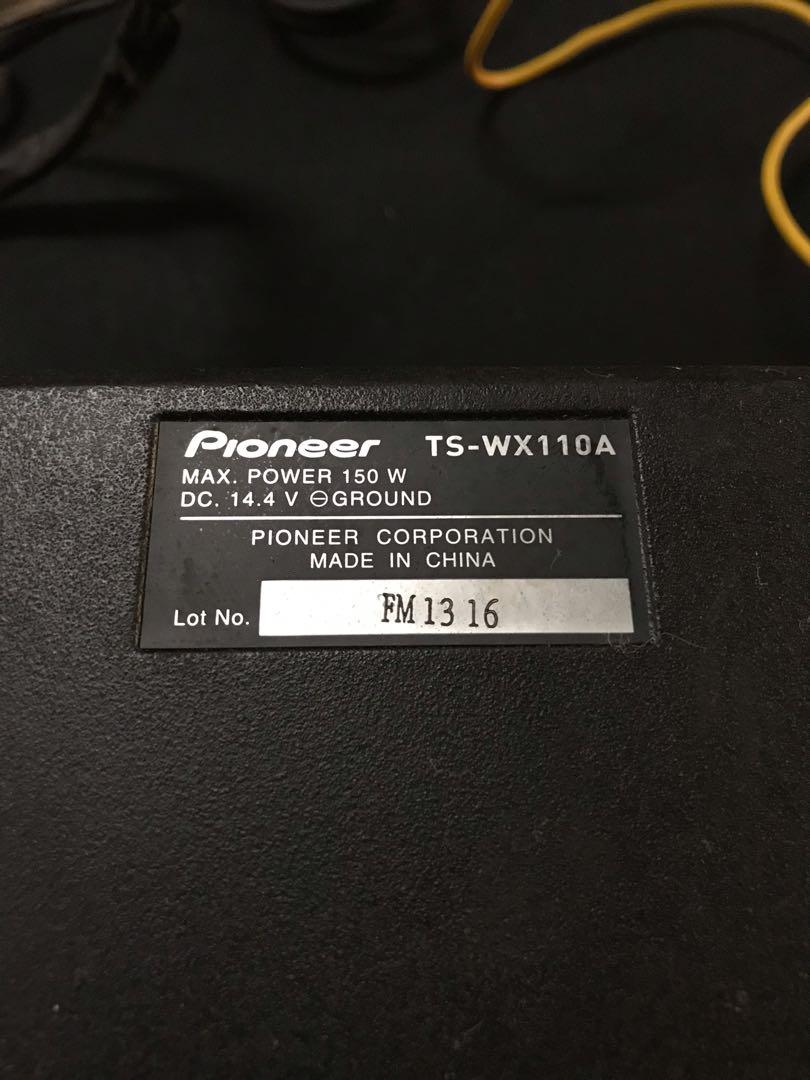 Pioneer TS-WX110A
MAX. POWER 150 W
DC. 14.4 V ⊖GROUND
PIONEER CORPORATION
MADE IN CHINA
Lot No. FM 13 16